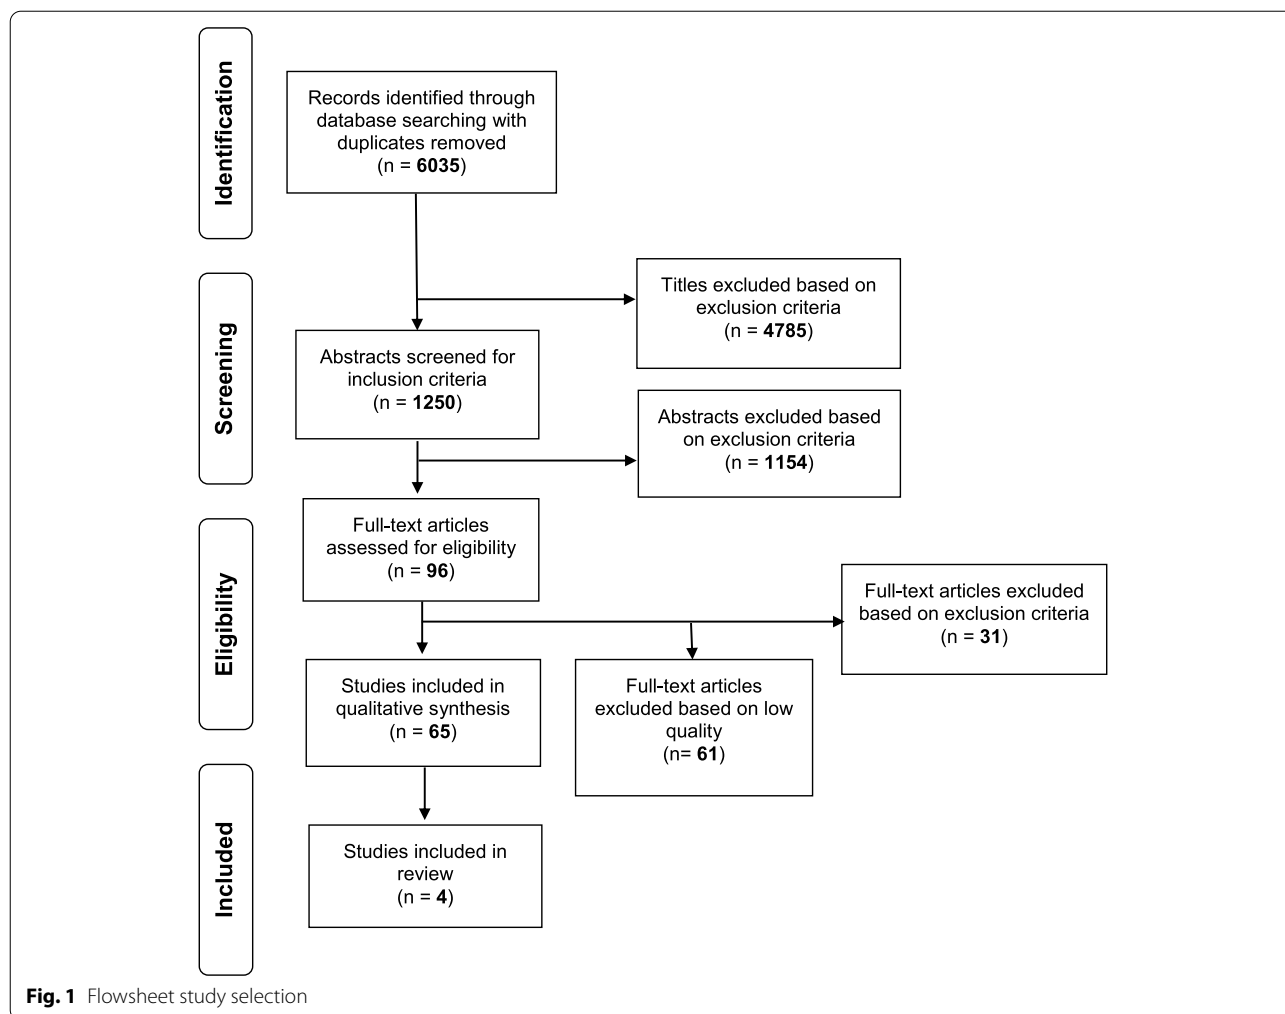 Identification
Records identified through
database searching with
duplicates removed
(n = 6035)
Screening
Titles excluded based on
exclusion criteria
(n = 4785)
Abstracts screened for
inclusion criteria
(n = 1250)
Abstracts excluded based
on exclusion criteria
(n = 1154)
Eligibility
Full-text articles
assessed for eligibility
(n = 96)
Full-text articles excluded
based on exclusion criteria
(n = 31)
Studies included in
qualitative synthesis
(n = 65)
Full-text articles
excluded based on low
quality
(n= 61)
Included
Studies included in
review
(n = 4)
Fig. 1 Flowsheet study selection